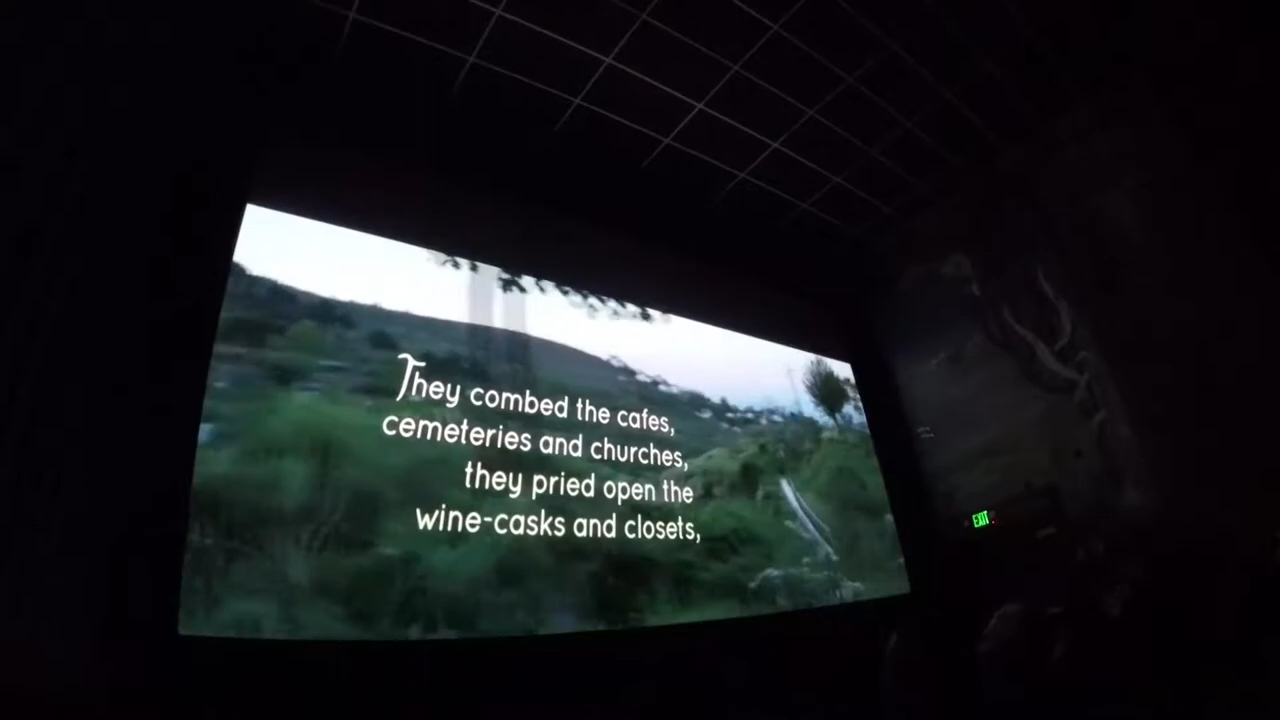 They combed the cafes,
cemeteries and churches,
they pried open the
wine-casks and closets,
EXIT